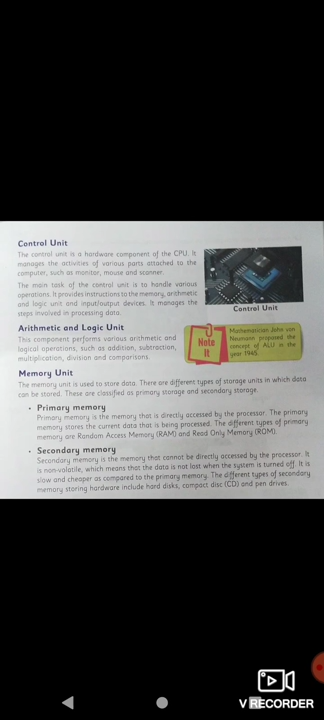 Control Unit
The control unit is a hardware component of the CPU. It
manages the activities of various parts attached to the
computer, such as monitor, mouse and scanner.
The main task of the control unit is to handle various
operations. It provides instructions to the memory, arithmetic
and logic unit and input/output devices. It manages the
steps involved in processing data.
Control Unit
Arithmetic and Logic Unit
This component performs various arithmetic and
logical operations, such as addition, subtraction,
multiplication, division and comparisons.
Note
It
Mathematician John von
Neumann proposed the
concept of ALU in the
year 1945.
Memory Unit
The memory unit is used to store data. There are different types of storage units in which data
can be stored. These are classified as primary storage and secondary storage.
• Primary memory
Primary memory is the memory that is directly accessed by the processor. The primary
memory stores the current data that is being processed. The different types of primary
memory are Random Access Memory (RAM) and Read Only Memory (ROM).
• Secondary memory
Secondary memory is the memory that cannot be directly accessed by the processor. It
is non-volatile, which means that the data is not lost when the system is turned off. It is
slow and cheaper as compared to the primary memory. The different types of secondary
memory storing hardware include hard disks, compact disc (CD) and pen drives.
V RECORDER